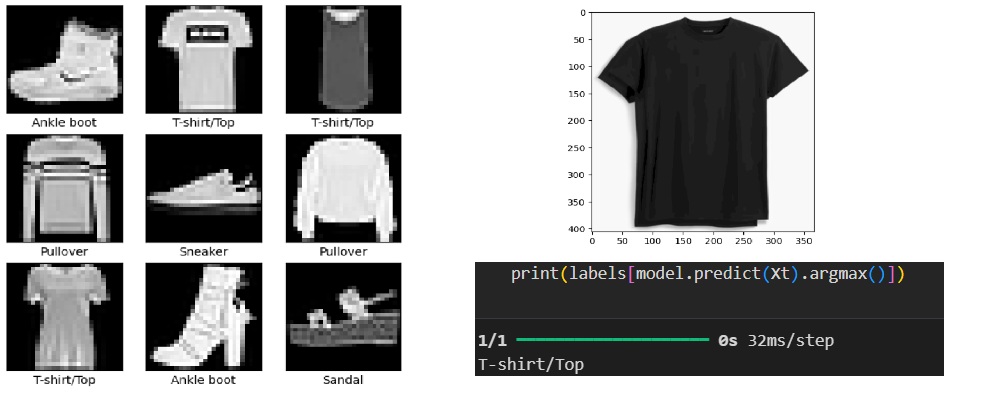 Ankle boot
T-shirt/Top
T-shirt/Top
Pullover
Sneaker
Pullover
T-shirt/Top
Ankle boot
Sandal
0
50
100
150
200
250
300
350
400
0 50 100 150 200 250 300 350
print(labels[model.predict(Xt).argmax()])
1/1 0s 32ms/step
T-shirt/Top